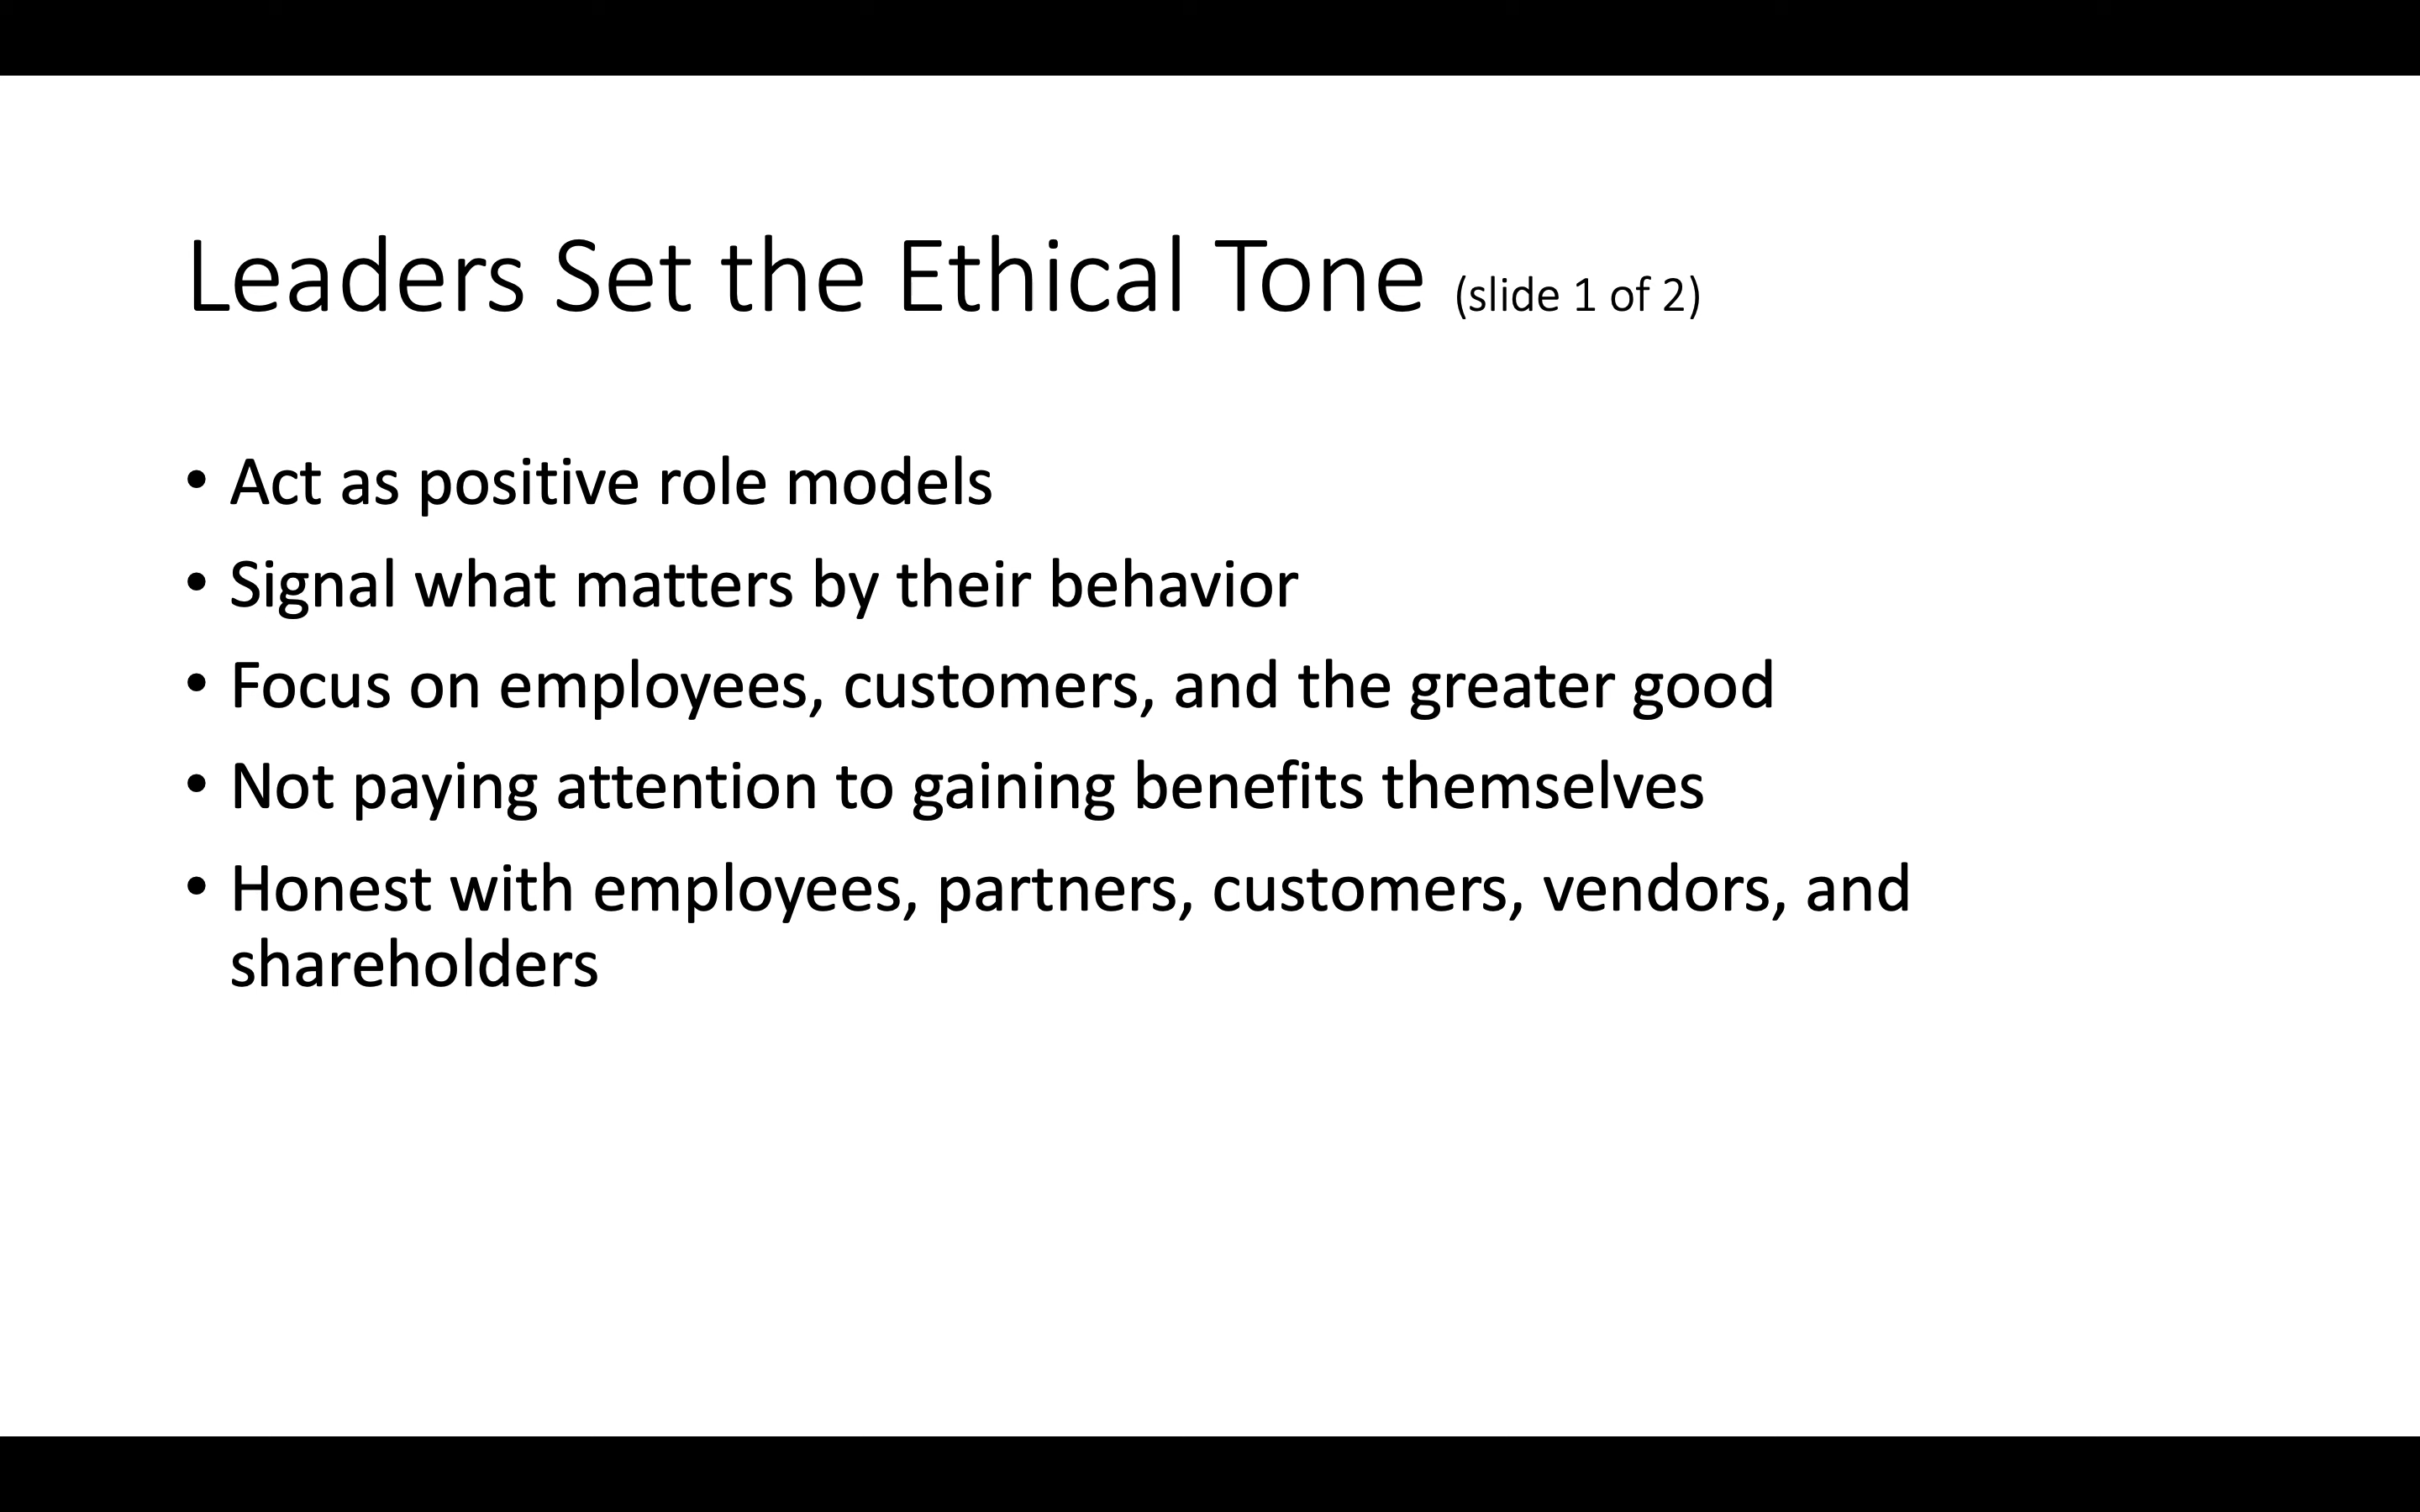 Leaders Set the Ethical Tone (slide 1 of 2)
• Act as positive role models
• Signal what matters by their behavior
• Focus on employees, customers, and the greater good
• Not paying attention to gaining benefits themselves
• Honest with employees, partners, customers, vendors, and
shareholders